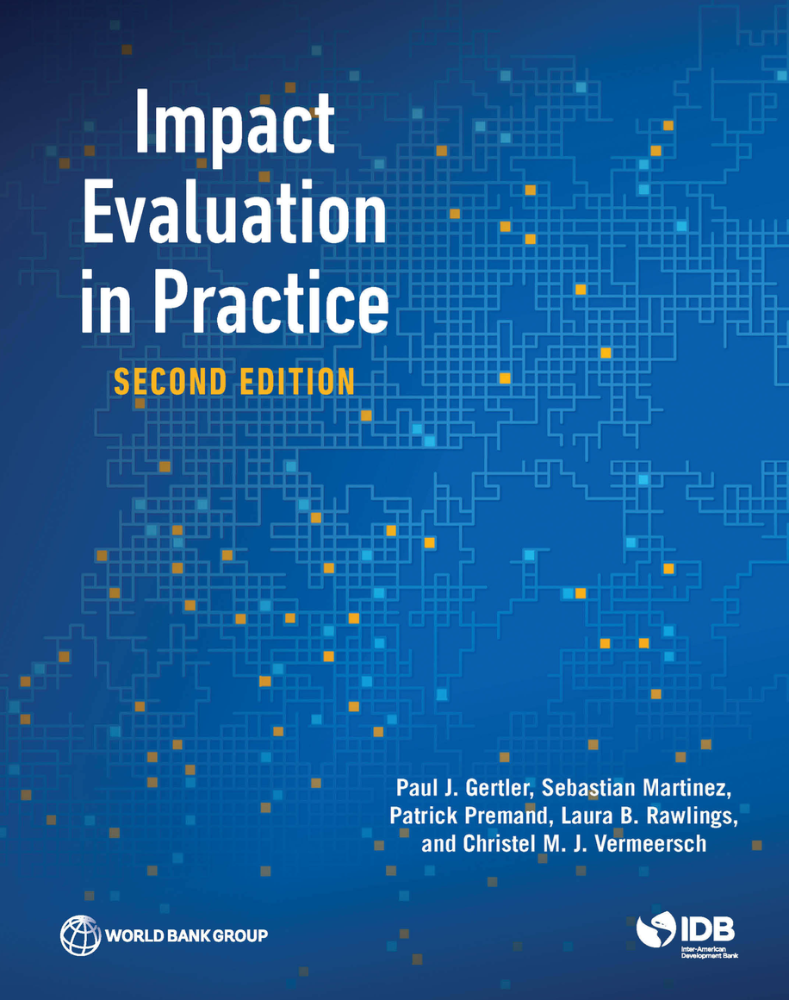 Impact
Evaluation
in Practice
SECOND EDITION
Paul J. Gertler, Sebastian Martinez,
Patrick Premand, Laura B. Rawlings,
and Christel M. J. Vermeersch
WORLD BANK GROUP
IDB
Inter-American
Development Bank